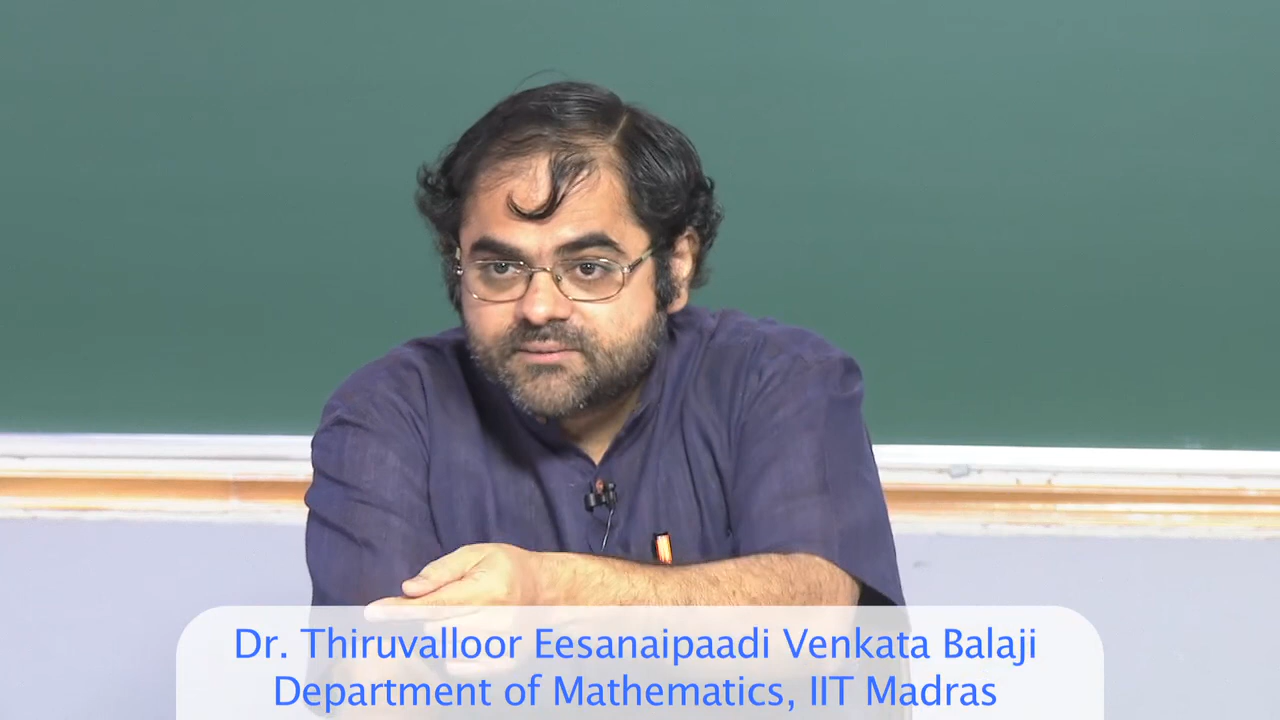 Dr. Thiruvalloor Eesanaipaadi Venkata Balaji
Department of Mathematics, IIT Madras